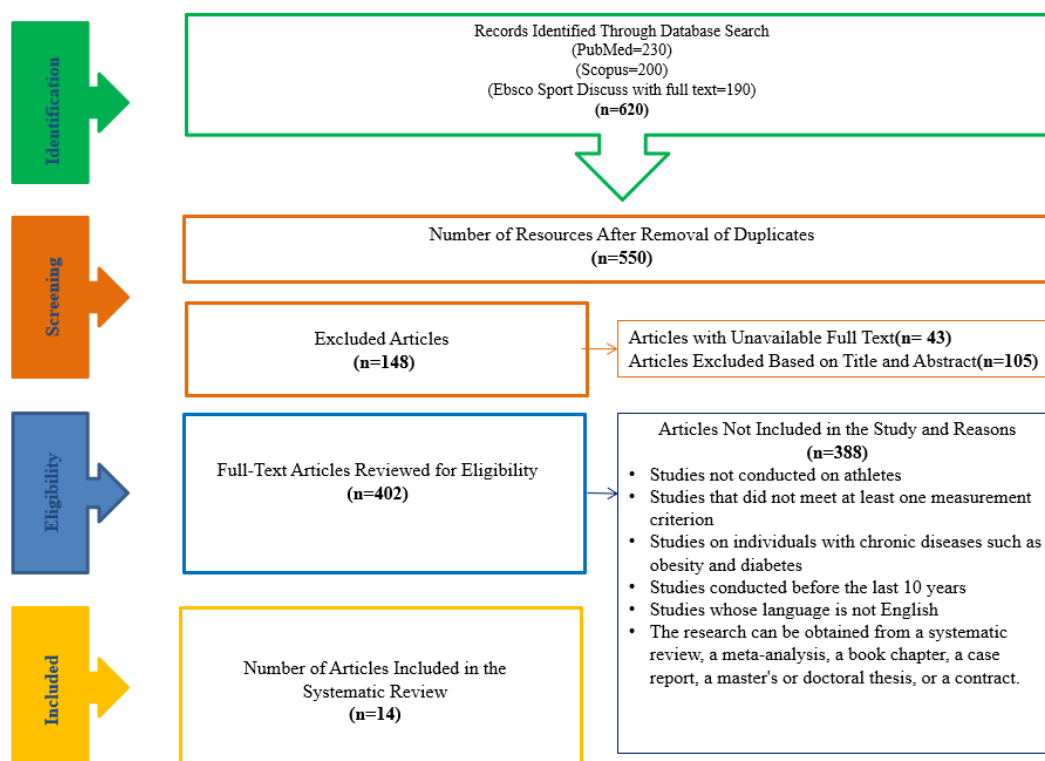 Identification
Records Identified Through Database Search
(PubMed=230)
(Scopus=200)
(Ebsco Sport Discuss with full text=190)
(n=620)
Screening
Number of Resources After Removal of Duplicates
(n=550)
Excluded Articles
(n=148)
Articles with Unavailable Full Text(n= 43)
Articles Excluded Based on Title and Abstract(n=105)
Eligibility
Full-Text Articles Reviewed for Eligibility
(n=402)
Articles Not Included in the Study and Reasons
(n=388)
• Studies not conducted on athletes
• Studies that did not meet at least one measurement
criterion
• Studies on individuals with chronic diseases such as
obesity and diabetes
• Studies conducted before the last 10 years
• Studies whose language is not English
• The research can be obtained from a systematic
review, a meta-analysis, a book chapter, a case
report, a master's or doctoral thesis, or a contract.
Included
Number of Articles Included in the
Systematic Review
(n=14)